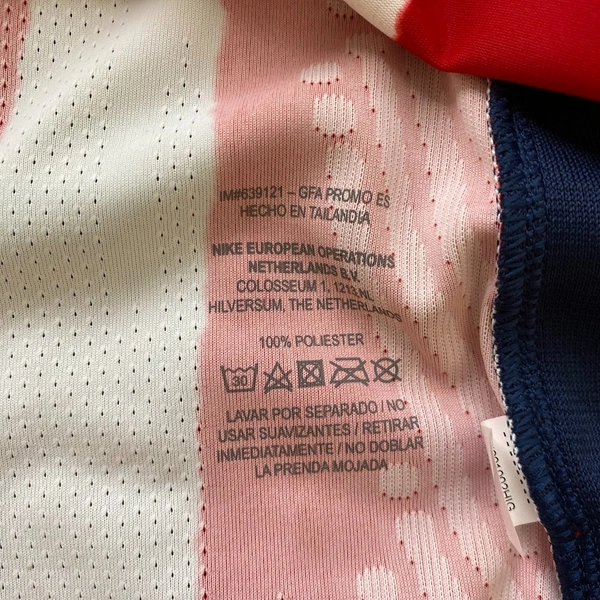 IM#639121 – GFA PROMO ES
HECHO EN TAILANDIA
NIKE EUROPEAN OPERATIONS
NETHERLANDS B.V.
COLOSSEUM 1, 1213 NL
HILVERSUM, THE NETHERLANDS
100% POLIESTER
30
LAVAR POR SEPARADO / NO
USAR SUAVIZANTES / RETIRAR
INMEDIATAMENTE / NO DOBLAR
LA PRENDA MOJADA